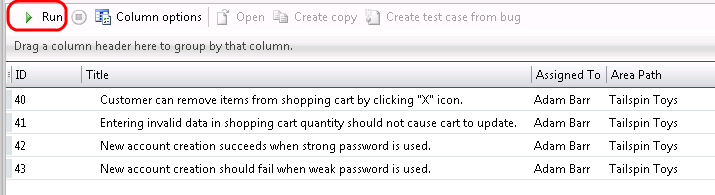 Run Column options Open Create copy Create test case from bug
Drag a column header here to group by that column.
ID Title Assigned To Area Path
40 Customer can remove items from shopping cart by clicking "X" icon. Adam Barr Tailspin Toys
41 Entering invalid data in shopping cart quantity should not cause cart to update. Adam Barr Tailspin Toys
42 New account creation succeeds when strong password is used. Adam Barr Tailspin Toys
43 New account creation should fail when weak password is used. Adam Barr Tailspin Toys